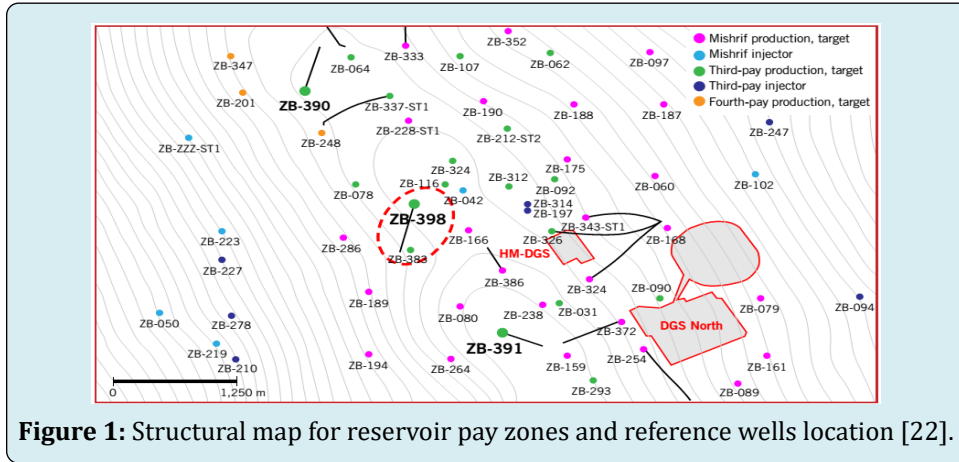 ZB-352
Mishrif production, target
Mishrif injector
Third-pay production, target
Third-pay injector
Fourth-pay production, target
ZB-347
ZB-064
ZB-333
ZB-107
ZB-062
ZB-097
ZB-201
ZB-390
ZB-337-ST1
ZB-190
ZB-188
ZB-187
ZB-228-ST1
ZB-247
ZB-248
ZB-212-ST2
ZB-ZZZ-ST1
ZB-324
ZB-175
ZB-312
ZB-116
ZB-092
ZB-060
ZB-102
ZB-078
ZB-042
ZB-314
ZB-197
ZB-398
ZB-343-ST1
ZB-223
ZB-286
ZB-166
ZB-326
ZB-168
HM-DGS
ZB-383
ZB-227
ZB-386
ZB-324
ZB-090
ZB-189
ZB-079
ZB-094
ZB-080
ZB-238
ZB-031
ZB-050
ZB-278
ZB-372
DGS North
ZB-391
ZB-219
ZB-210
ZB-194
ZB-264
ZB-159
ZB-254
ZB-161
ZB-293
ZB-089
0
1,250 m
Figure 1: Structural map for reservoir pay zones and reference wells location [22].